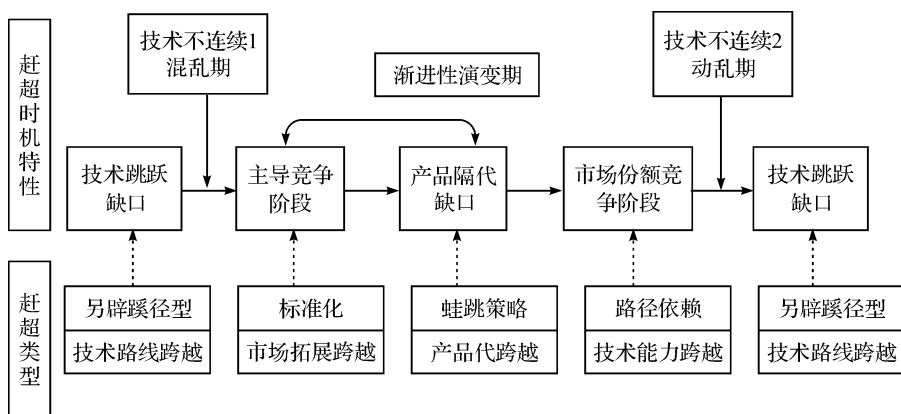 赶超时机特性
技术不连续1
混乱期
渐进性演变期
技术不连续2
动乱期
技术跳跃
缺口
主导竞争
阶段
产品隔代
缺口
市场份额竞
争阶段
技术跳跃
缺口
赶超类型
另辟蹊径型
技术路线跨越
标准化
市场拓展跨越
蛙跳策略
产品代跨越
路径依赖
技术能力跨越
另辟蹊径型
技术路线跨越